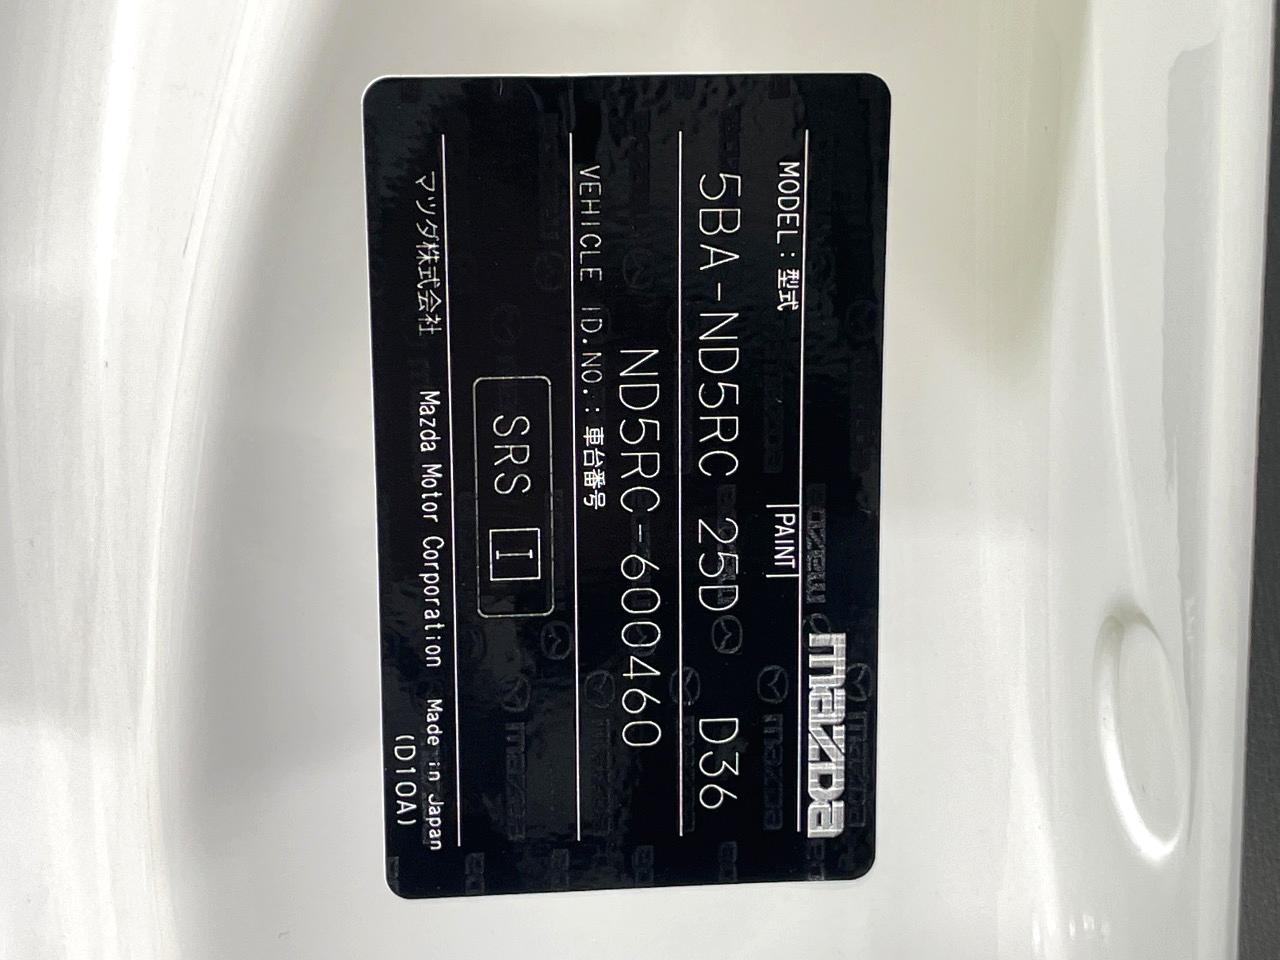 mazda
MODEL:型式 PAINT
5BA-ND5RC 25D D36
ND5RC-600460
VEHICLE ID.NO.:車台番号
SRS I
マツダ株式会社 Mazda Motor Corporation Made in Japan
(D10A)